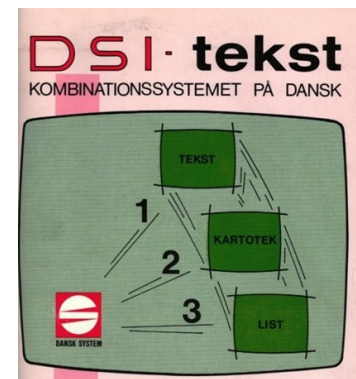 DSI-tekst
KOMBINATIONSSYSTEMET PÅ DANSK
TEKST
1
KARTOTEK
2
3
LIST
DANSK SYSTEM